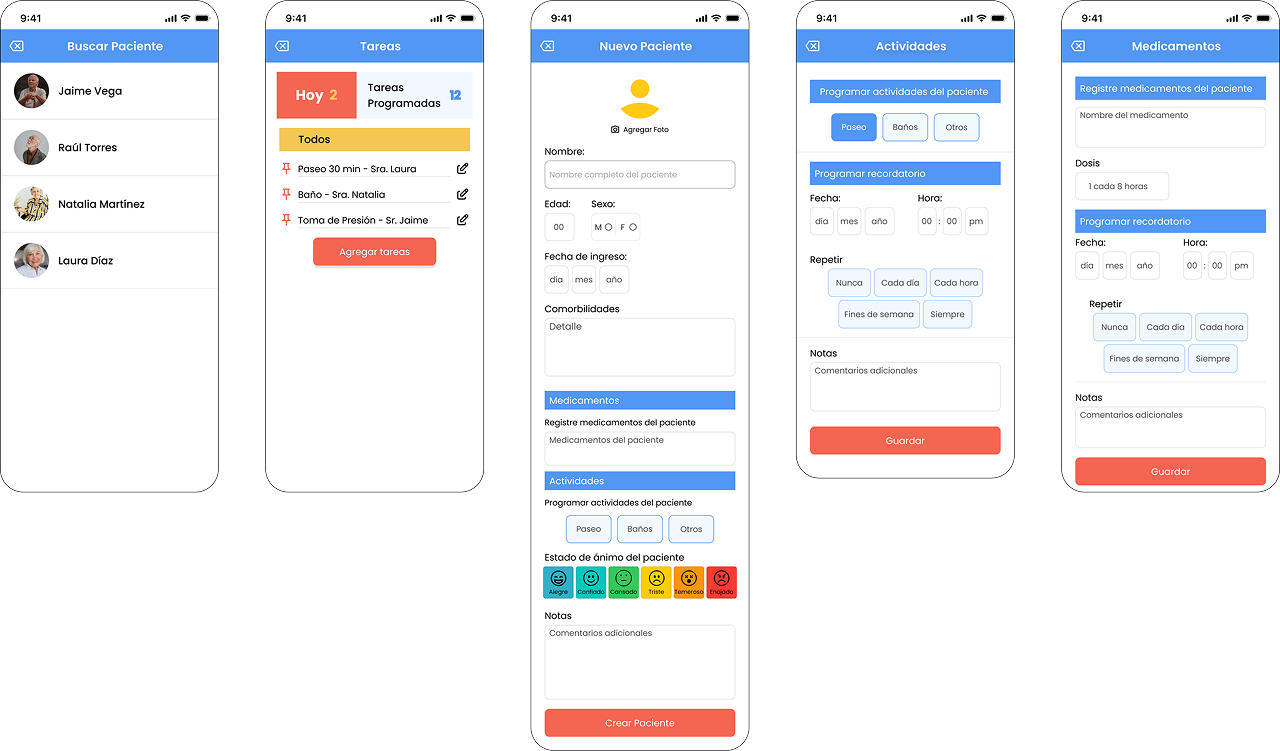 9:41
Buscar Paciente
Jaime Vega
Raúl Torres
Natalia Martínez
Laura Díaz
9:41
Tareas
Hoy 2
Tareas
Programadas
12
Todos
Paseo 30 min - Sra. Laura
Baño - Sra. Natalia
Toma de Presión - Sr. Jaime
Agregar tareas
9:41
Nuevo Paciente
Agregar Foto
Nombre:
Nombre completo del paciente
Edad: Sexo:
00 M F
Fecha de ingreso:
día mes año
Comorbilidades
Detalle
Medicamentos
Registre medicamentos del paciente
Medicamentos del paciente
Actividades
Programar actividades del paciente
Paseo Baños Otros
Estado de ánimo del paciente
Alegre Confiado Cansado Triste Temeroso Enojado
Notas
Comentarios adicionales
Crear Paciente
9:41
Actividades
Programar actividades del paciente
Paseo Baños Otros
Programar recordatorio
Fecha: Hora:
día mes año 00 : 00 pm
Repetir
Nunca Cada día Cada hora
Fines de semana Siempre
Notas
Comentarios adicionales
Guardar
9:41
Medicamentos
Registre medicamentos del paciente
Nombre del medicamento
Dosis
1 cada 8 horas
Programar recordatorio
Fecha: Hora:
día mes año 00 : 00 pm
Repetir
Nunca Cada día Cada hora
Fines de semana Siempre
Notas
Comentarios adicionales
Guardar